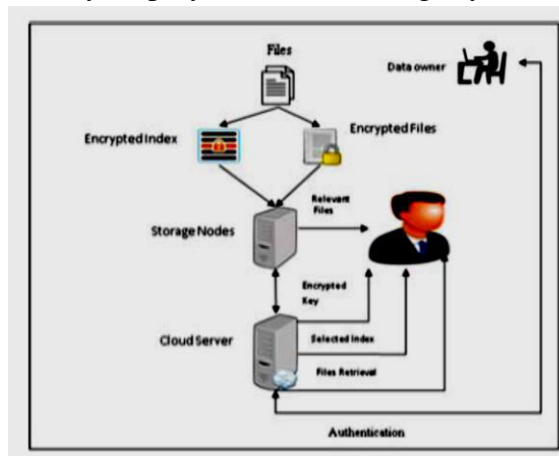 Files
Data owner
Encrypted Index
Encrypted Files
Relevant
Files
Storage Nodes
Encrypted
Key
Cloud Server
Selected Index
Files Retrieval
Authentication